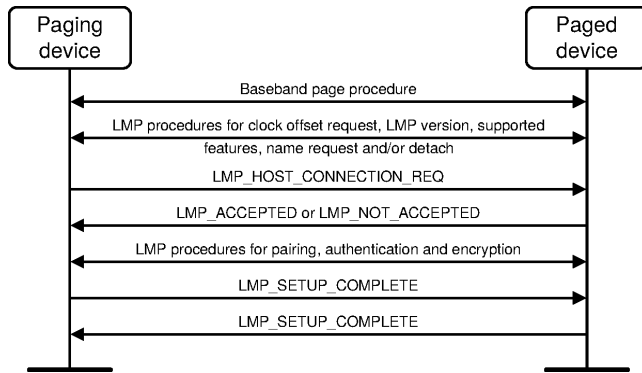 Paging
device
Paged
device
Baseband page procedure
LMP procedures for clock offset request, LMP version, supported
features, name request and/or detach
LMP_HOST_CONNECTION_REQ
LMP_ACCEPTED or LMP_NOT_ACCEPTED
LMP procedures for pairing, authentication and encryption
LMP_SETUP_COMPLETE
LMP_SETUP_COMPLETE